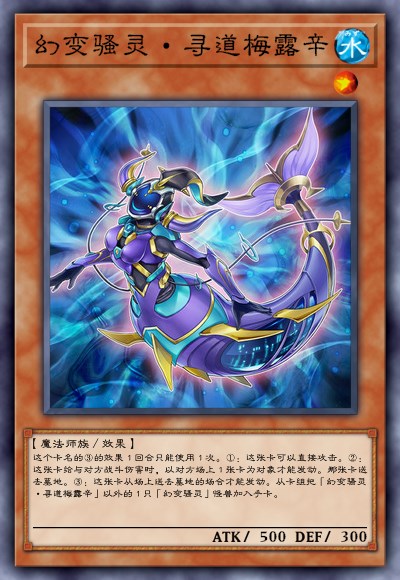 幻变骚灵·寻道梅露辛
水
【魔法师族/效果】
这个卡名的③的效果1回合只能使用1次。①：这张卡可以直接攻击。②：
这张卡给与对方战斗伤害时，以对方场上1张卡为对象才能发动。那张卡送
去墓地。③：这张卡从场上送去墓地的场合才能发动。从卡组把「幻变骚灵
·寻道梅露辛」以外的1只「幻变骚灵」怪兽加入手卡。
ATK/ 500 DEF/ 300